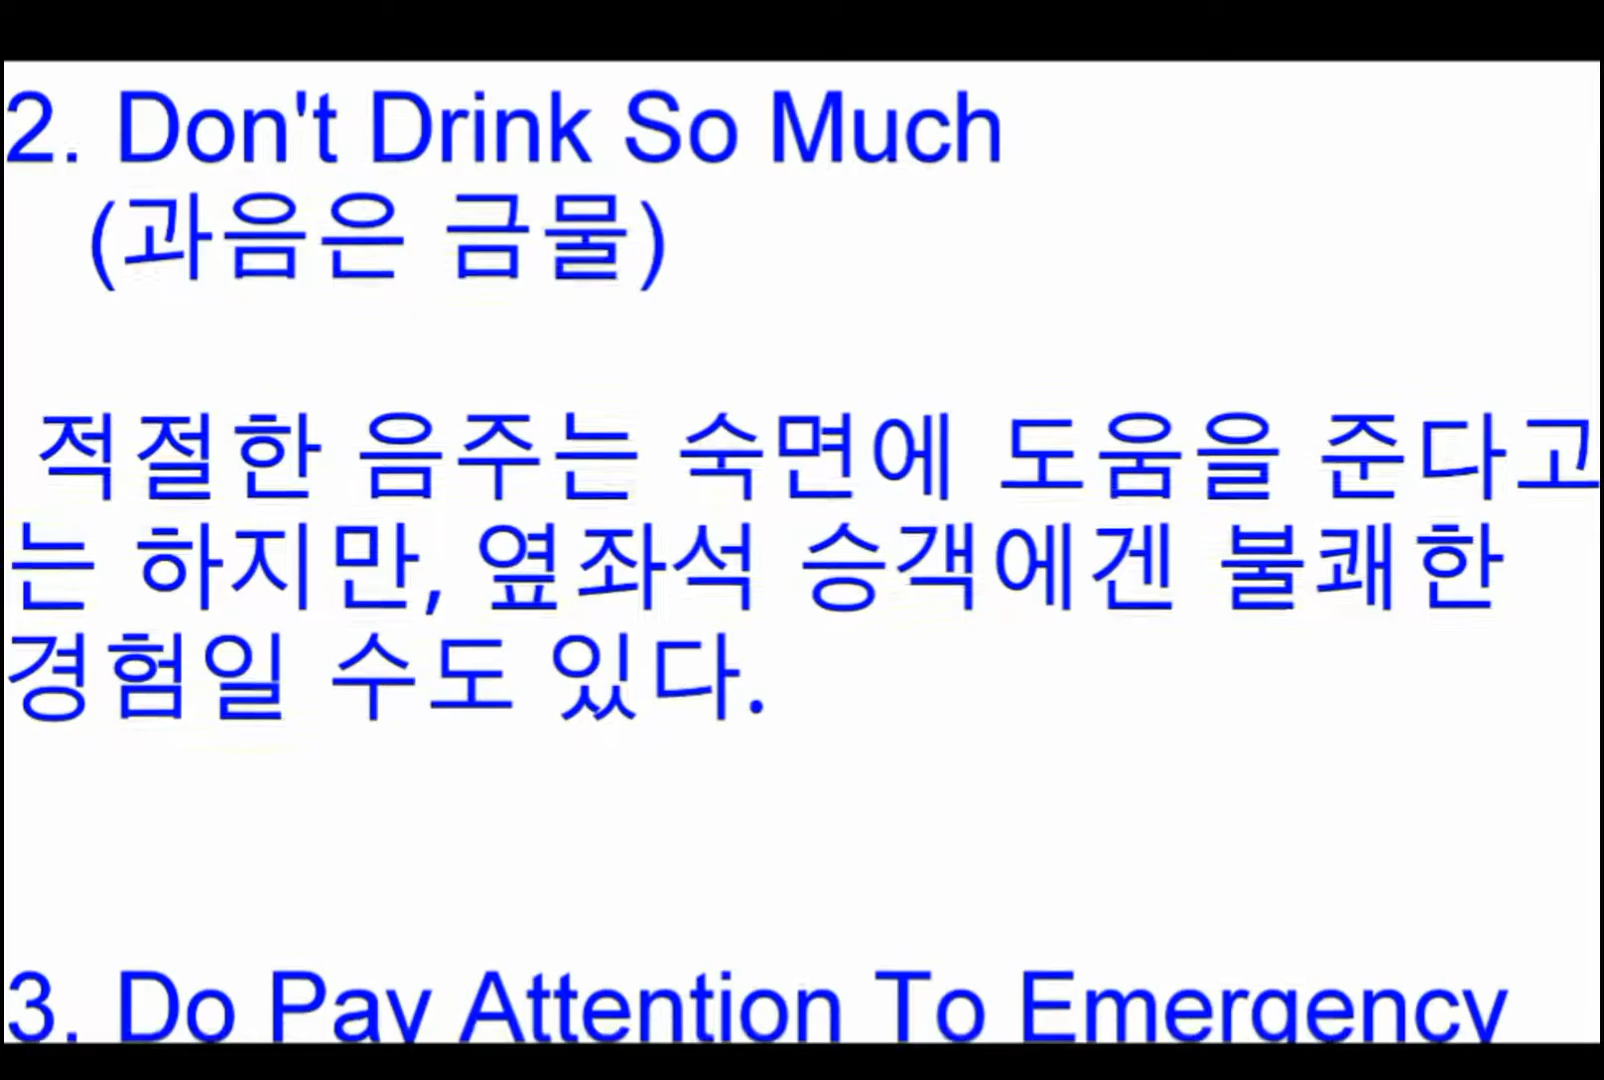 2. Don't Drink So Much
(과음은 금물)
적절한 음주는 숙면에 도움을 준다고
는 하지만, 옆좌석 승객에겐 불쾌한
경험일 수도 있다.
3. Do Pay Attention To Emergency